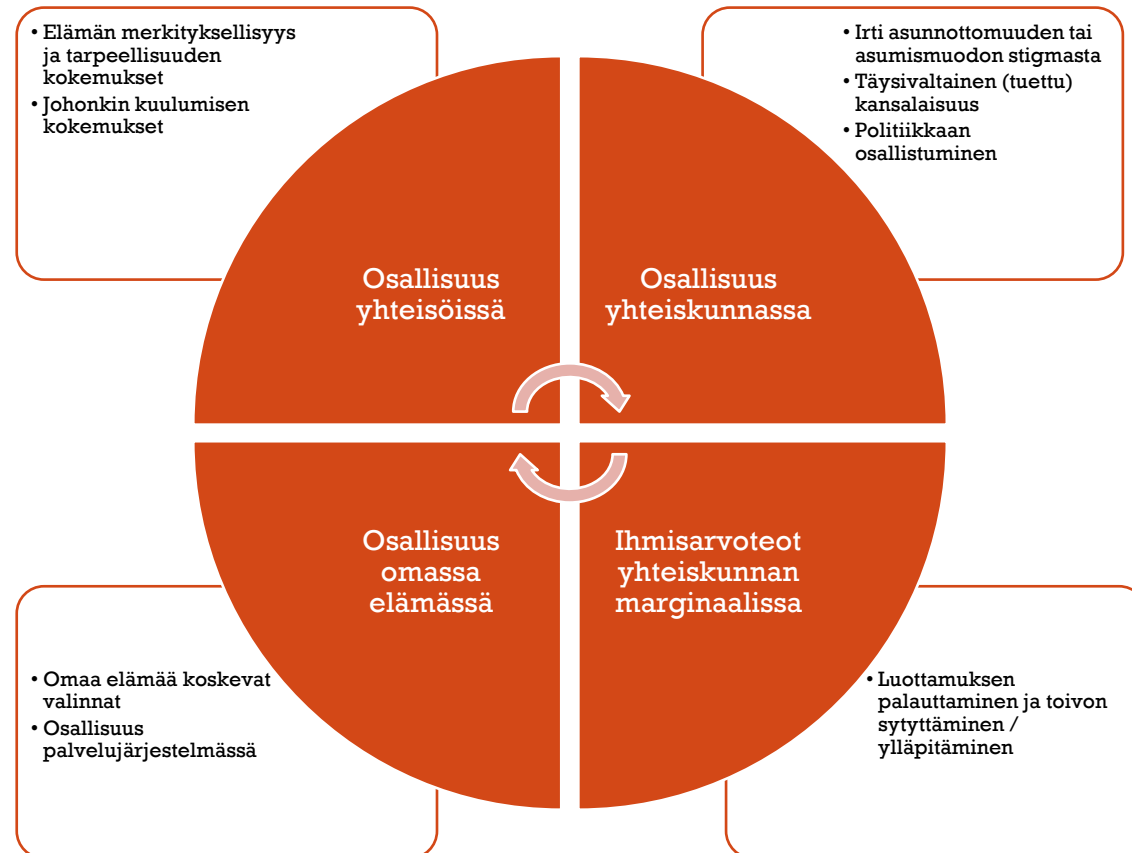 • Elämän merkityksellisyys
ja tarpeellisuuden
kokemukset
• Johonkin kuulumisen
kokemukset
• Irti asunnottomuuden tai
asumismuodon stigmasta
• Täysivaltainen (tuettu)
kansalaisuus
• Politiikkaan
osallistuminen
Osallisuus
yhteisöissä
Osallisuus
yhteiskunnassa
Osallisuus
omassa
elämässä
Ihmisarvoteot
yhteiskunnan
marginaalissa
• Omaa elämää koskevat
valinnat
• Osallisuus
palvelujärjestelmässä
• Luottamuksen
palauttaminen ja toivon
sytyttäminen /
ylläpitäminen